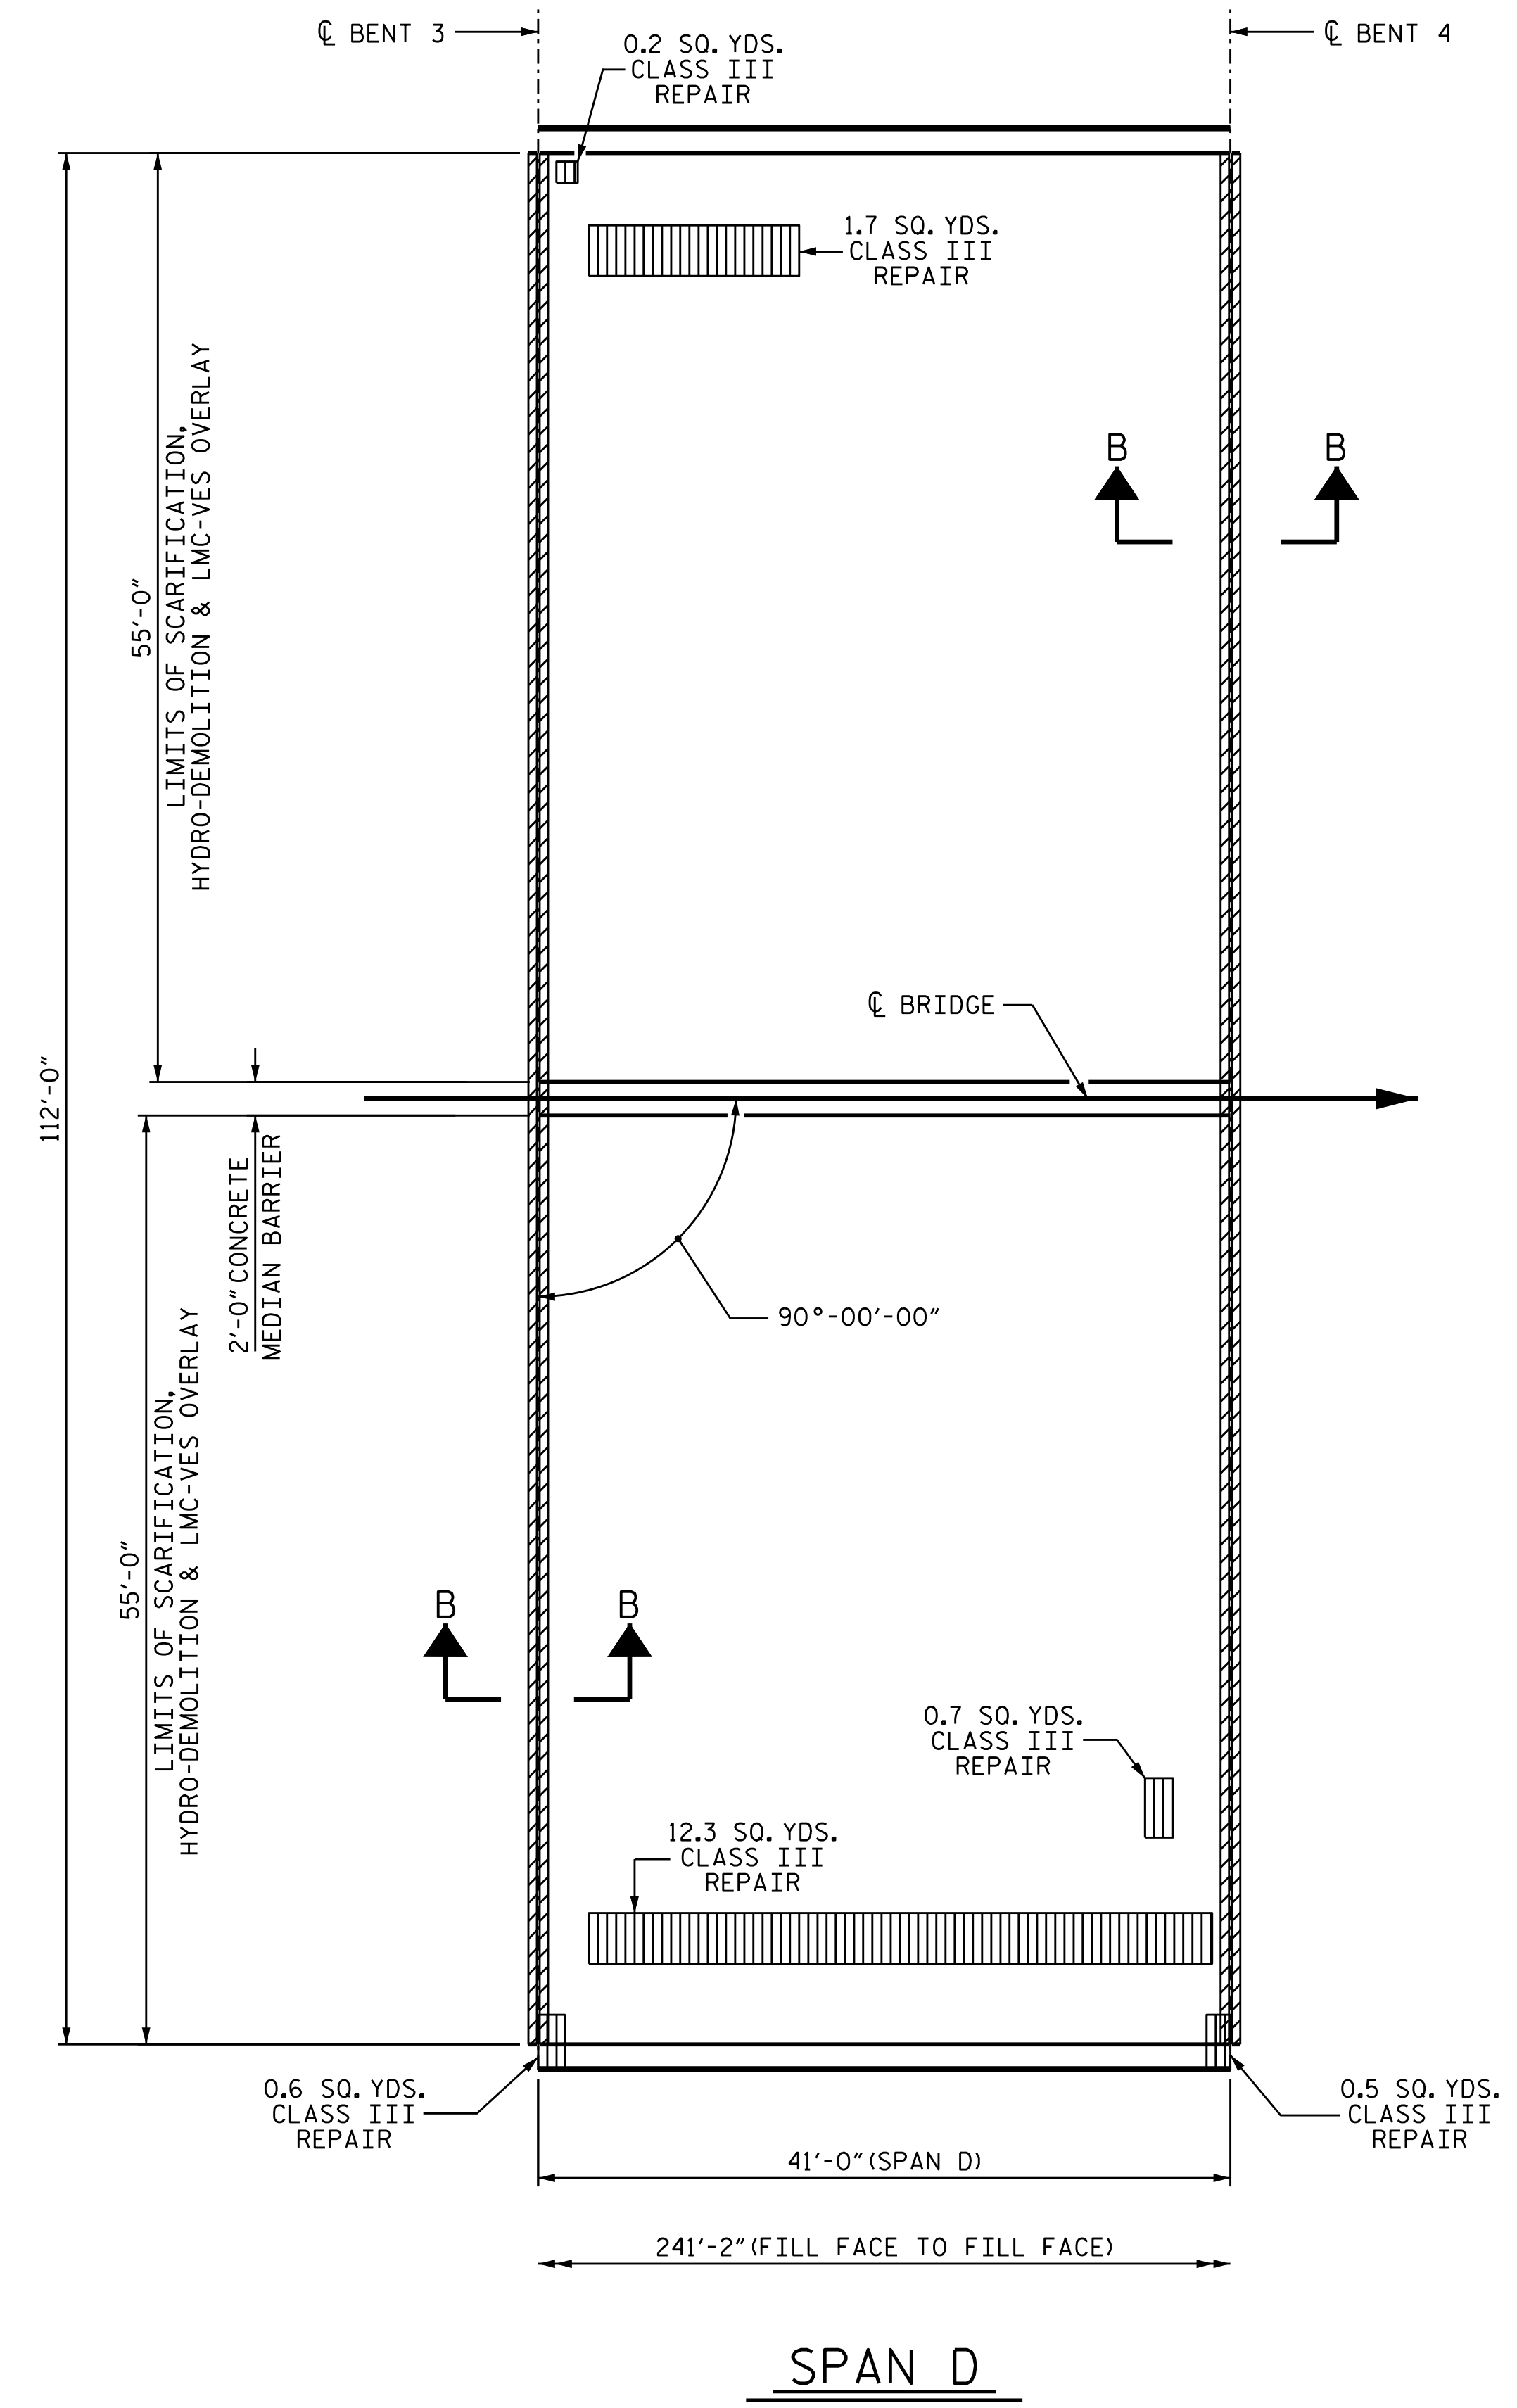 ℄ BENT 3
℄ BENT 4
0.2 SQ. YDS.
CLASS III
REPAIR
1.7 SQ. YDS.
CLASS III
REPAIR
55'-0"
LIMITS OF SCARIFICATION,
HYDRO-DEMOLITION & LMC-VES OVERLAY
B
B
℄ BRIDGE
112'-0"
2'-0" CONCRETE
MEDIAN BARRIER
90°-00'-00"
55'-0"
LIMITS OF SCARIFICATION,
HYDRO-DEMOLITION & LMC-VES OVERLAY
B
B
0.7 SQ. YDS.
CLASS III
REPAIR
12.3 SQ. YDS.
CLASS III
REPAIR
0.6 SQ. YDS.
CLASS III
REPAIR
0.5 SQ. YDS.
CLASS III
REPAIR
41'-0" (SPAN D)
241'-2" (FILL FACE TO FILL FACE)
SPAN D